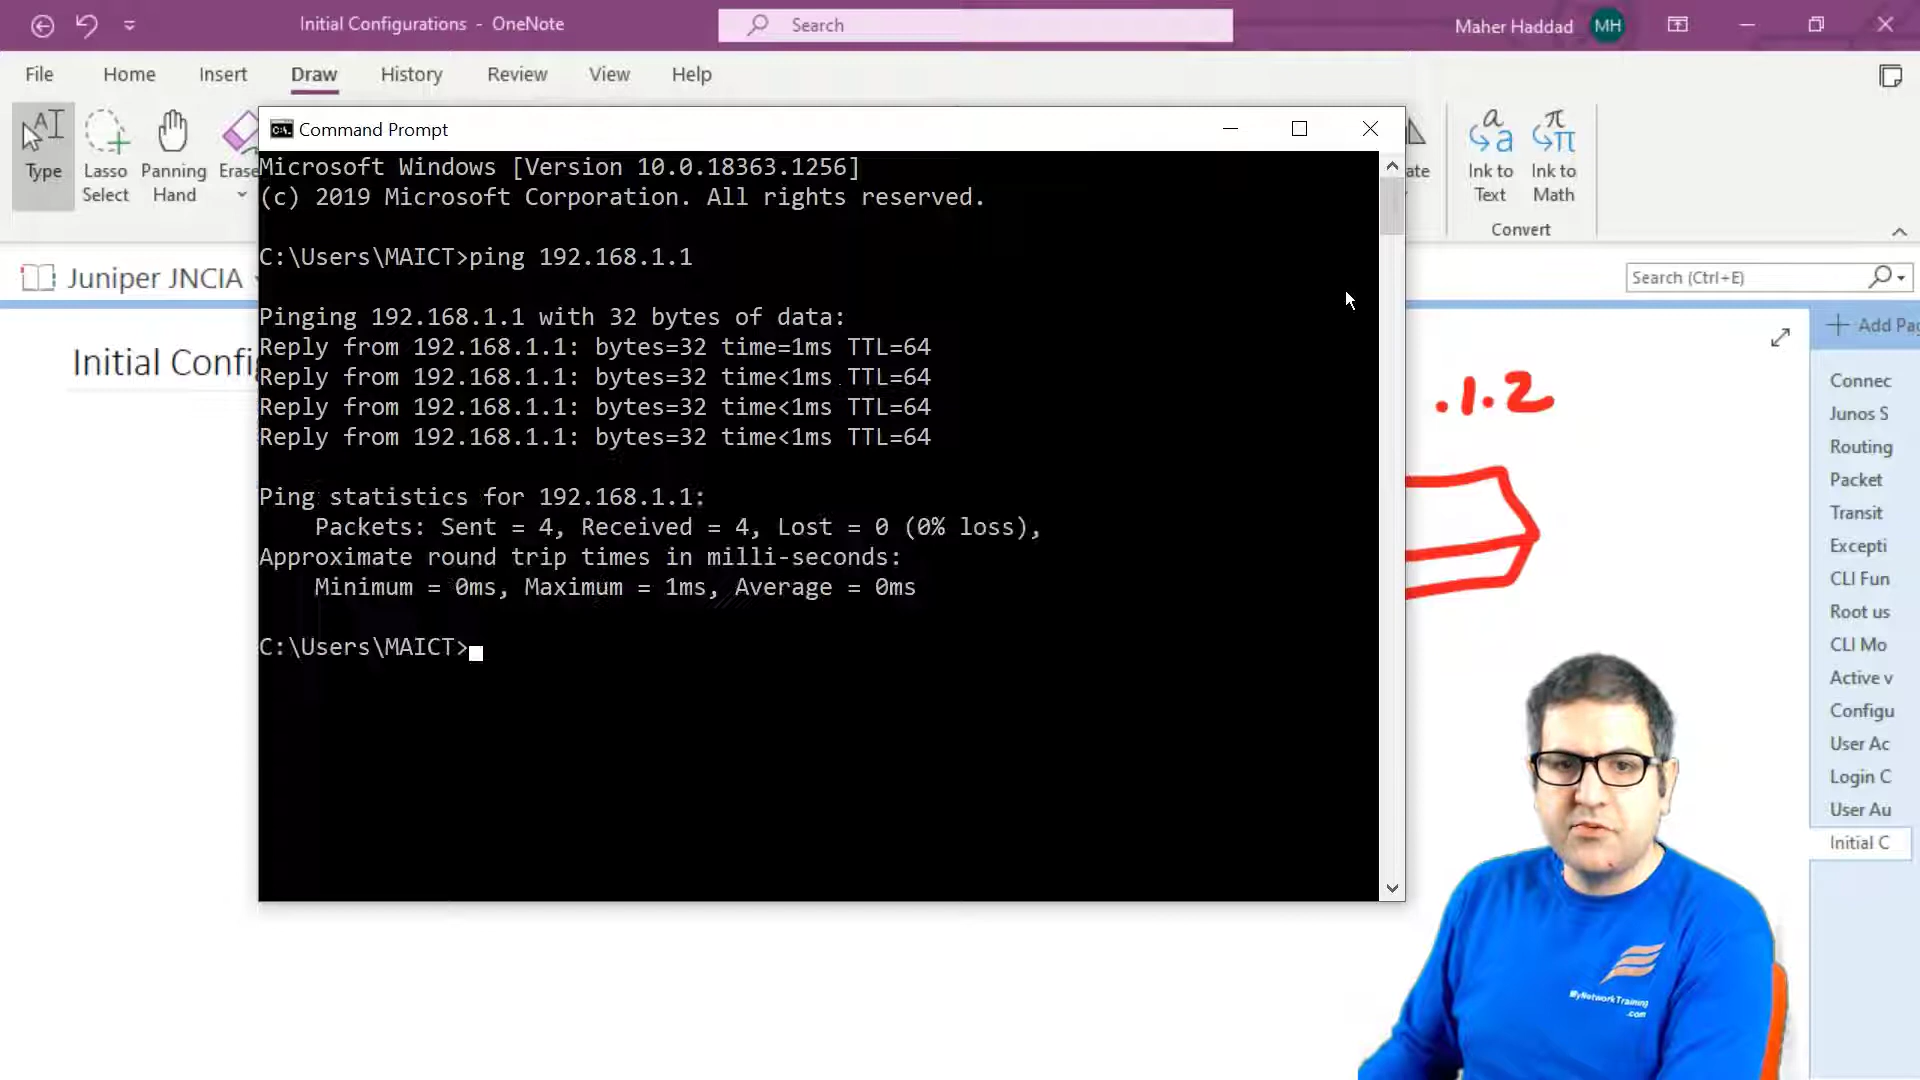 Initial Configurations - OneNote
Search
Maher Haddad
MH
File
Home
Insert
Draw
History
Review
View
Help
Type
Lasso Select
Panning Hand
Ink to Text
Ink to Math
Convert
Command Prompt
Microsoft Windows [Version 10.0.18363.1256]
(c) 2019 Microsoft Corporation. All rights reserved.
C:\Users\MAICT>ping 192.168.1.1
Pinging 192.168.1.1 with 32 bytes of data:
Reply from 192.168.1.1: bytes=32 time=1ms TTL=64
Reply from 192.168.1.1: bytes=32 time<1ms TTL=64
Reply from 192.168.1.1: bytes=32 time<1ms TTL=64
Reply from 192.168.1.1: bytes=32 time<1ms TTL=64
Ping statistics for 192.168.1.1:
Packets: Sent = 4, Received = 4, Lost = 0 (0% loss),
Approximate round trip times in milli-seconds:
Minimum = 0ms, Maximum = 1ms, Average = 0ms
C:\Users\MAICT>
Juniper JNCIA
Search (Ctrl+E)
Initial Confi
.1.2
Add Pag
Connec
Junos S
Routing
Packet
Transit
Excepti
CLI Fun
Root us
CLI Mo
Active v
Configu
User Ac
Login C
User Au
Initial C
MyNetworkTraining
.com